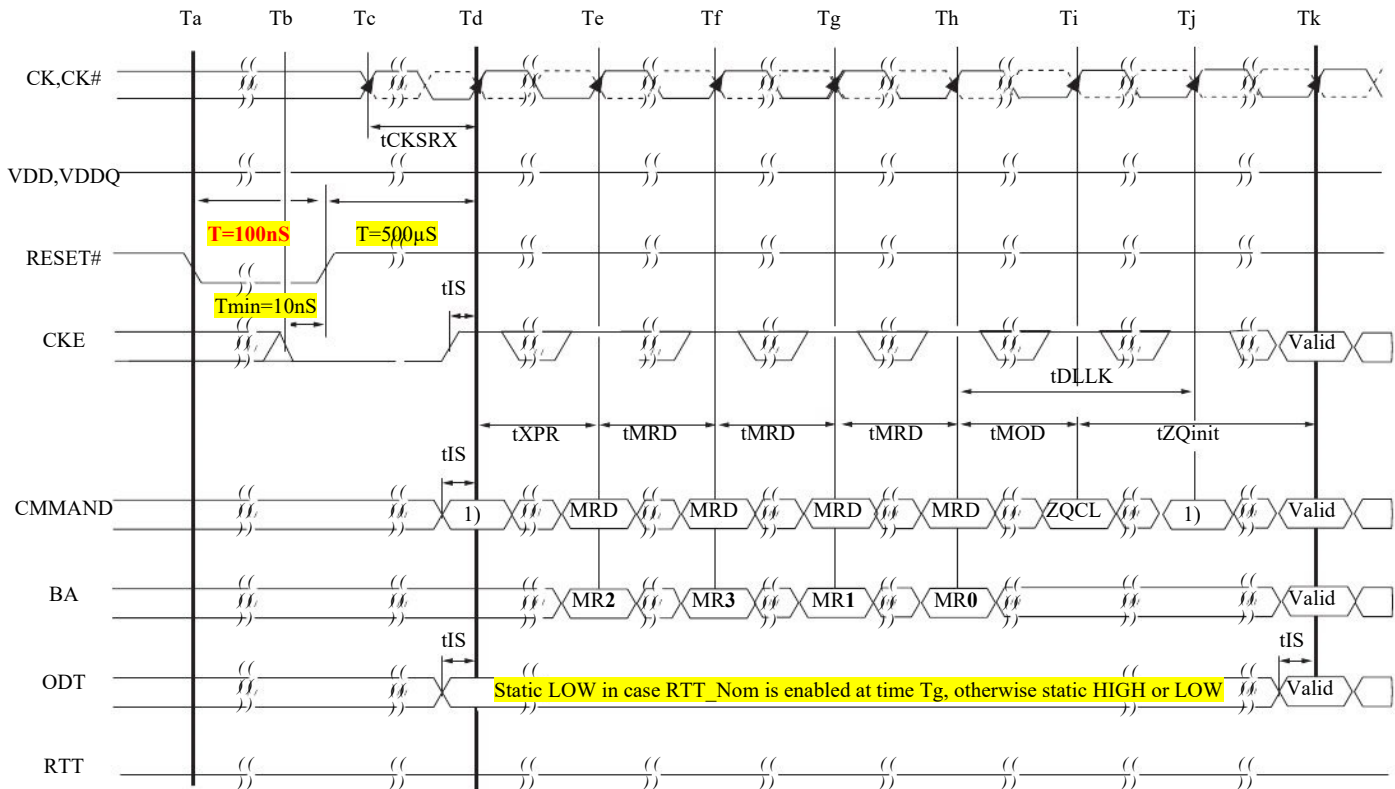 Ta Tb Tc Td Te Tf Tg Th Ti Tj Tk
CK,CK#
tCKSRX
VDD,VDDQ
T=100nS T=500µS
RESET#
Tmin=10nS tIS
CKE Valid
tDLLK
tXPR tMRD tMRD tMRD tMOD tZQinit
tIS
CMMAND 1) MRD MRD MRD MRD ZQCL 1) Valid
BA MR2 MR3 MR1 MR0 Valid
tIS tIS
ODT Static LOW in case RTT_Nom is enabled at time Tg, otherwise static HIGH or LOW Valid
RTT